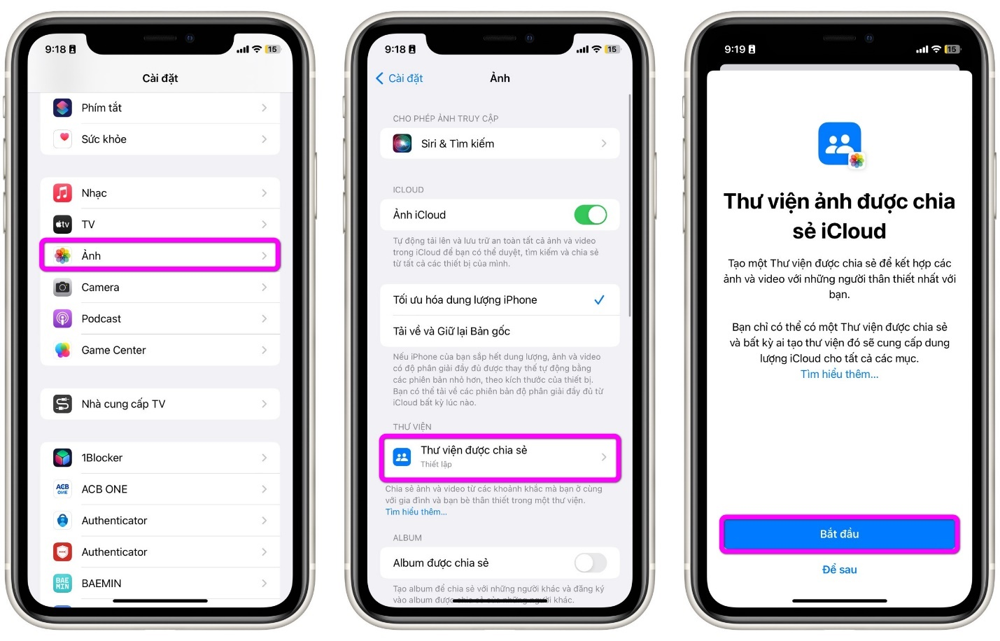 9:18
15
Cài đặt
Phím tắt
Sức khỏe
Nhạc
tv
TV
Ảnh
Camera
Podcast
Game Center
Nhà cung cấp TV
1Blocker
ACB
ONE
ACB ONE
Authenticator
Authenticator
BAE
MIN
BAEMIN
9:18
15
Cài đặt
Ảnh
CHO PHÉP ẢNH TRUY CẬP
Siri & Tìm kiếm
ICLOUD
Ảnh iCloud
Tự động tải lên và lưu trữ an toàn tất cả ảnh và video
trong iCloud để bạn có thể duyệt, tìm kiếm và chia sẻ
từ tất cả các thiết bị của mình.
Tối ưu hóa dung lượng iPhone
Tải về và Giữ lại Bản gốc
Nếu iPhone của bạn sắp hết dung lượng, ảnh và video
có độ phân giải đầy đủ được thay thế tự động bằng
các phiên bản nhỏ hơn, theo kích thước của thiết bị.
Bạn có thể tải về các phiên bản độ phân giải đầy đủ từ
iCloud bất kỳ lúc nào.
THƯ VIỆN
Thư viện được chia sẻ
Thiết lập
Chia sẻ ảnh và video từ các khoảnh khắc mà bạn ở cùng
với gia đình và bạn bè thân thiết trong một thư viện.
Tìm hiểu thêm...
ALBUM
Album được chia sẻ
Tạo album để chia sẻ với những người khác và đăng ký
vào album được chia sẻ của những người khác.
9:19
15
Thư viện ảnh được chia
sẻ iCloud
Tạo một Thư viện được chia sẻ để kết hợp các
ảnh và video với những người thân thiết nhất với
bạn.
Bạn chỉ có thể có một Thư viện được chia sẻ
và bất kỳ ai tạo thư viện đó sẽ cung cấp dung
lượng iCloud cho tất cả các mục.
Tìm hiểu thêm...
Bắt đầu
Để sau